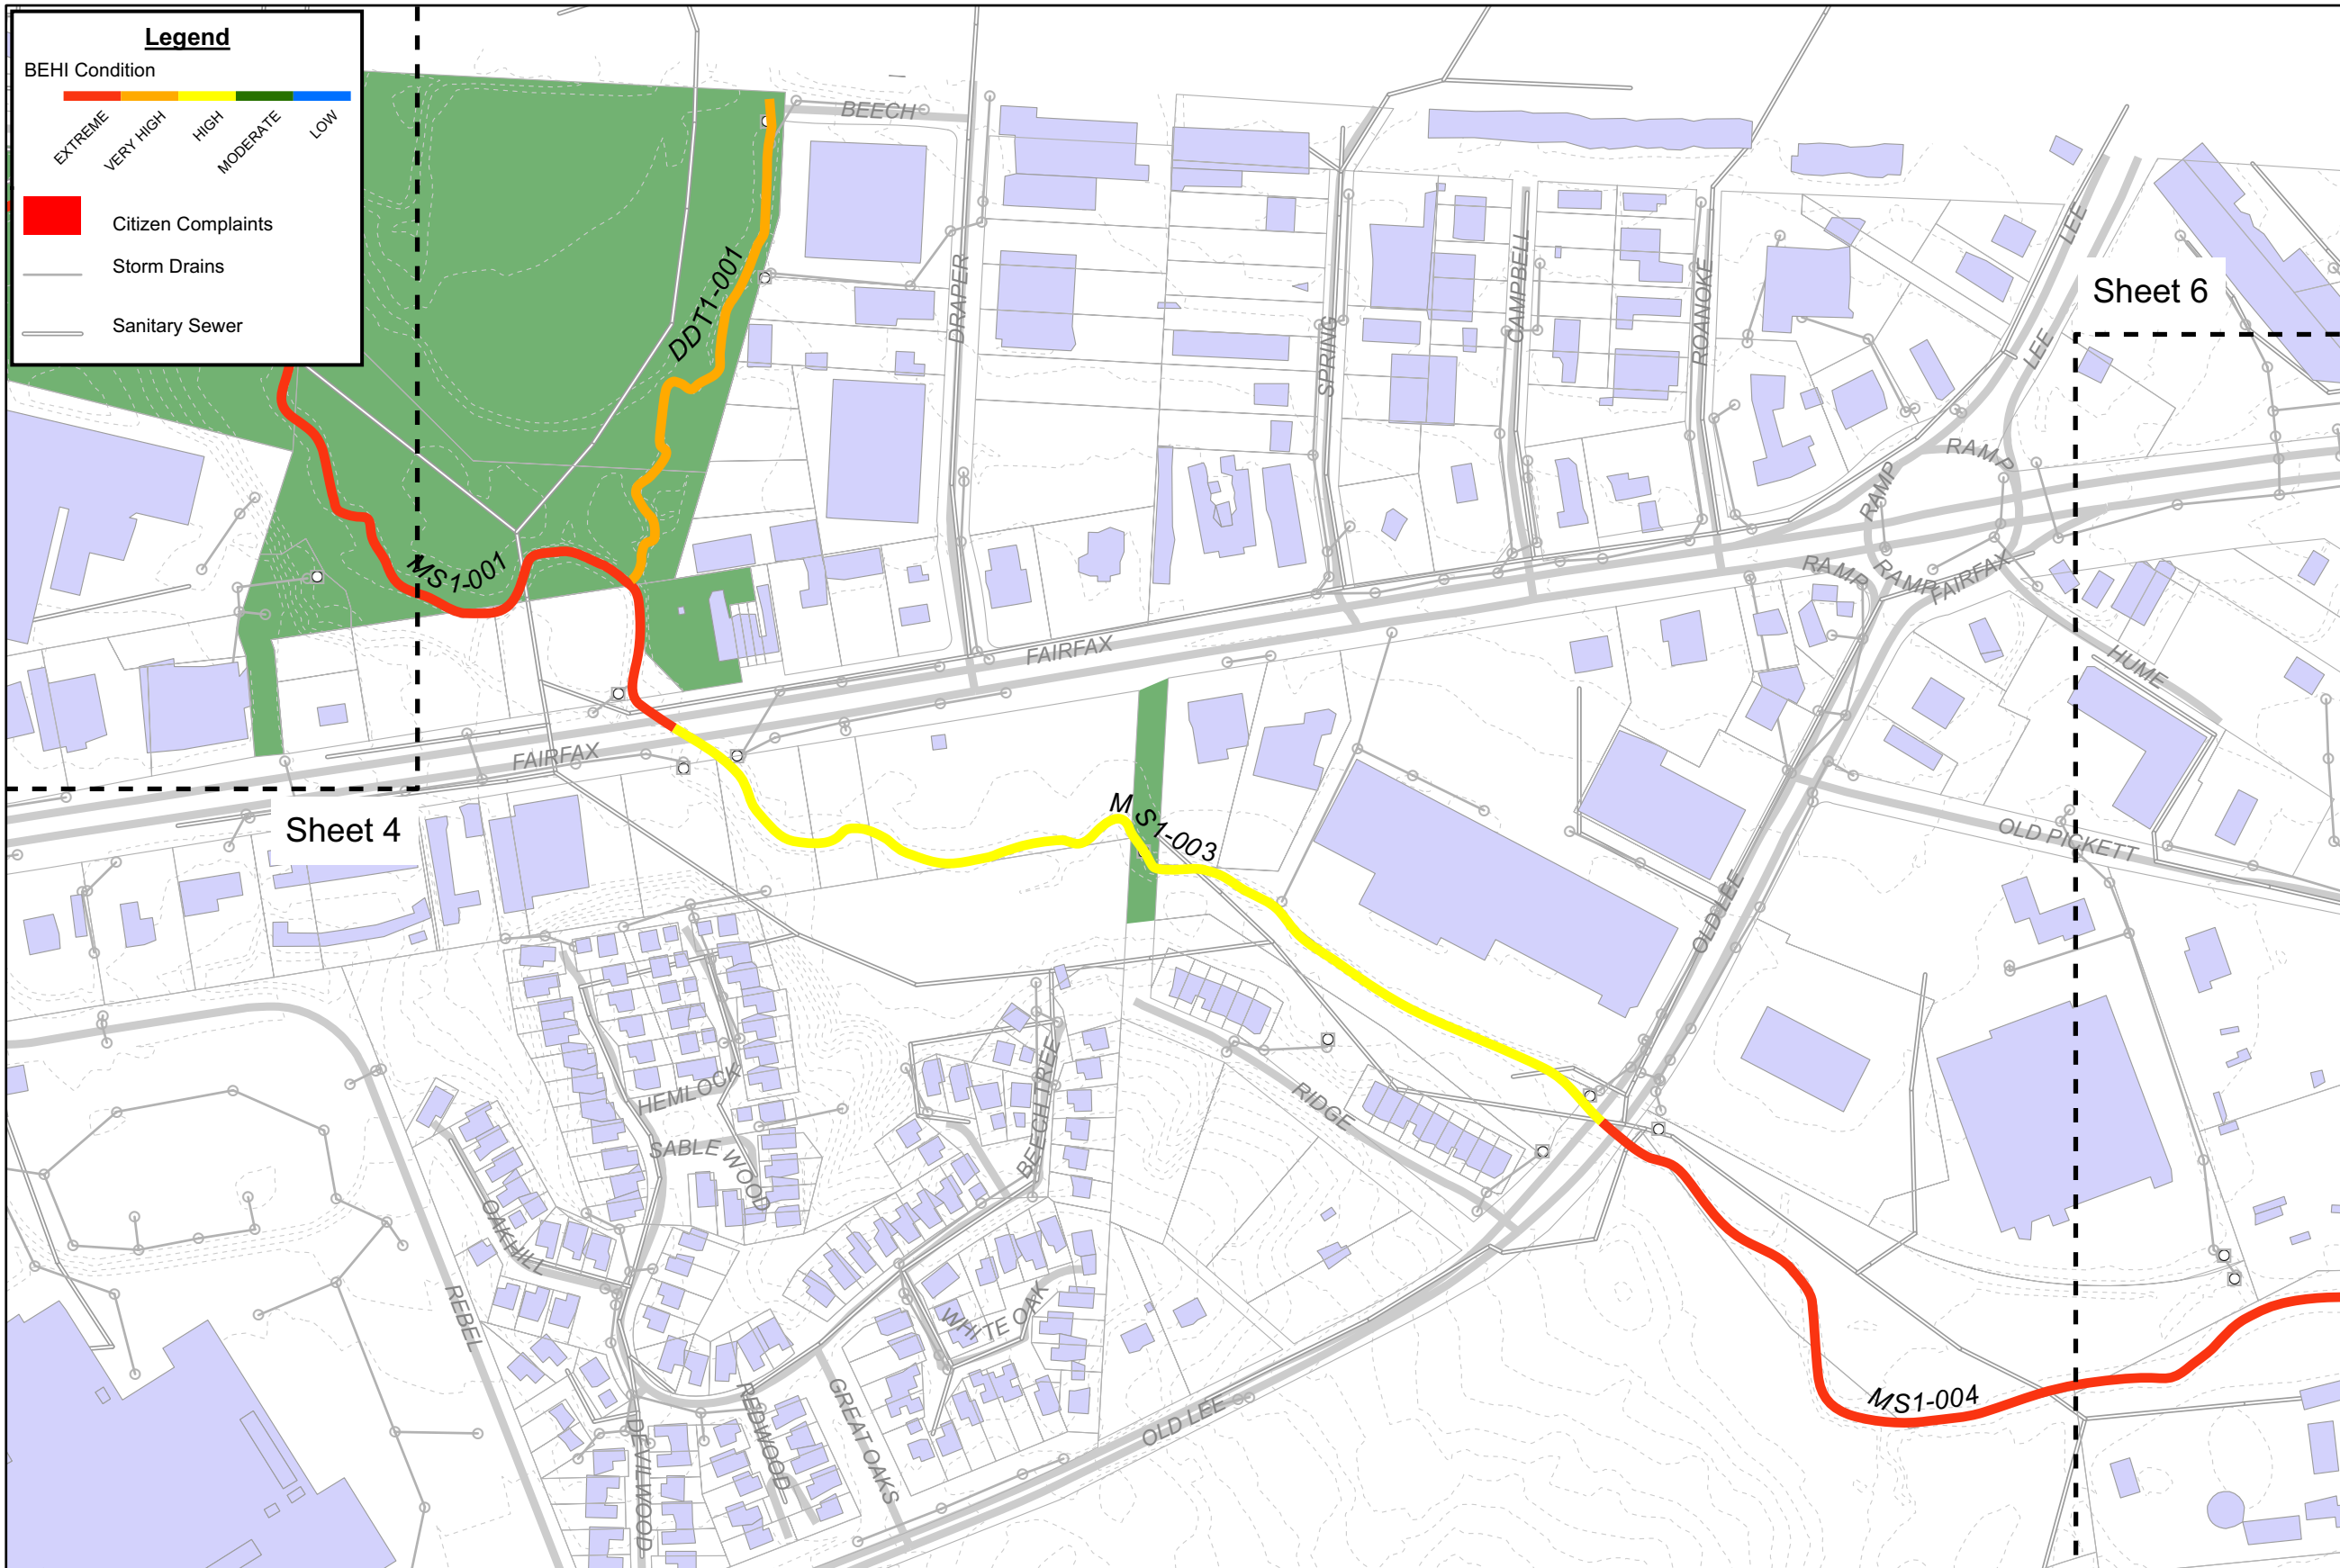 Legend
BEHI Condition
EXTREME
VERY HIGH
HIGH
MODERATE
LOW
Citizen Complaints
Storm Drains
Sanitary Sewer
BEECH
DDT1-001
DRAPER
SPRING
CAMPBELL
ROANOKE
LEE
LEE
Sheet 6
RAMP
RAMP
RAMP
RAMP
FAIRFAX
MS1-001
FAIRFAX
HUME
FAIRFAX
Sheet 4
MS1-003
OLD PICKETT
OLD LEE
HEMLOCK
SABLE WOOD
BEECHTREE
RIDGE
OAKHILL
REBEL
WHITE OAK
REDWOOD
GREAT OAKS
DEVILWOOD
OLD LEE
MS1-004